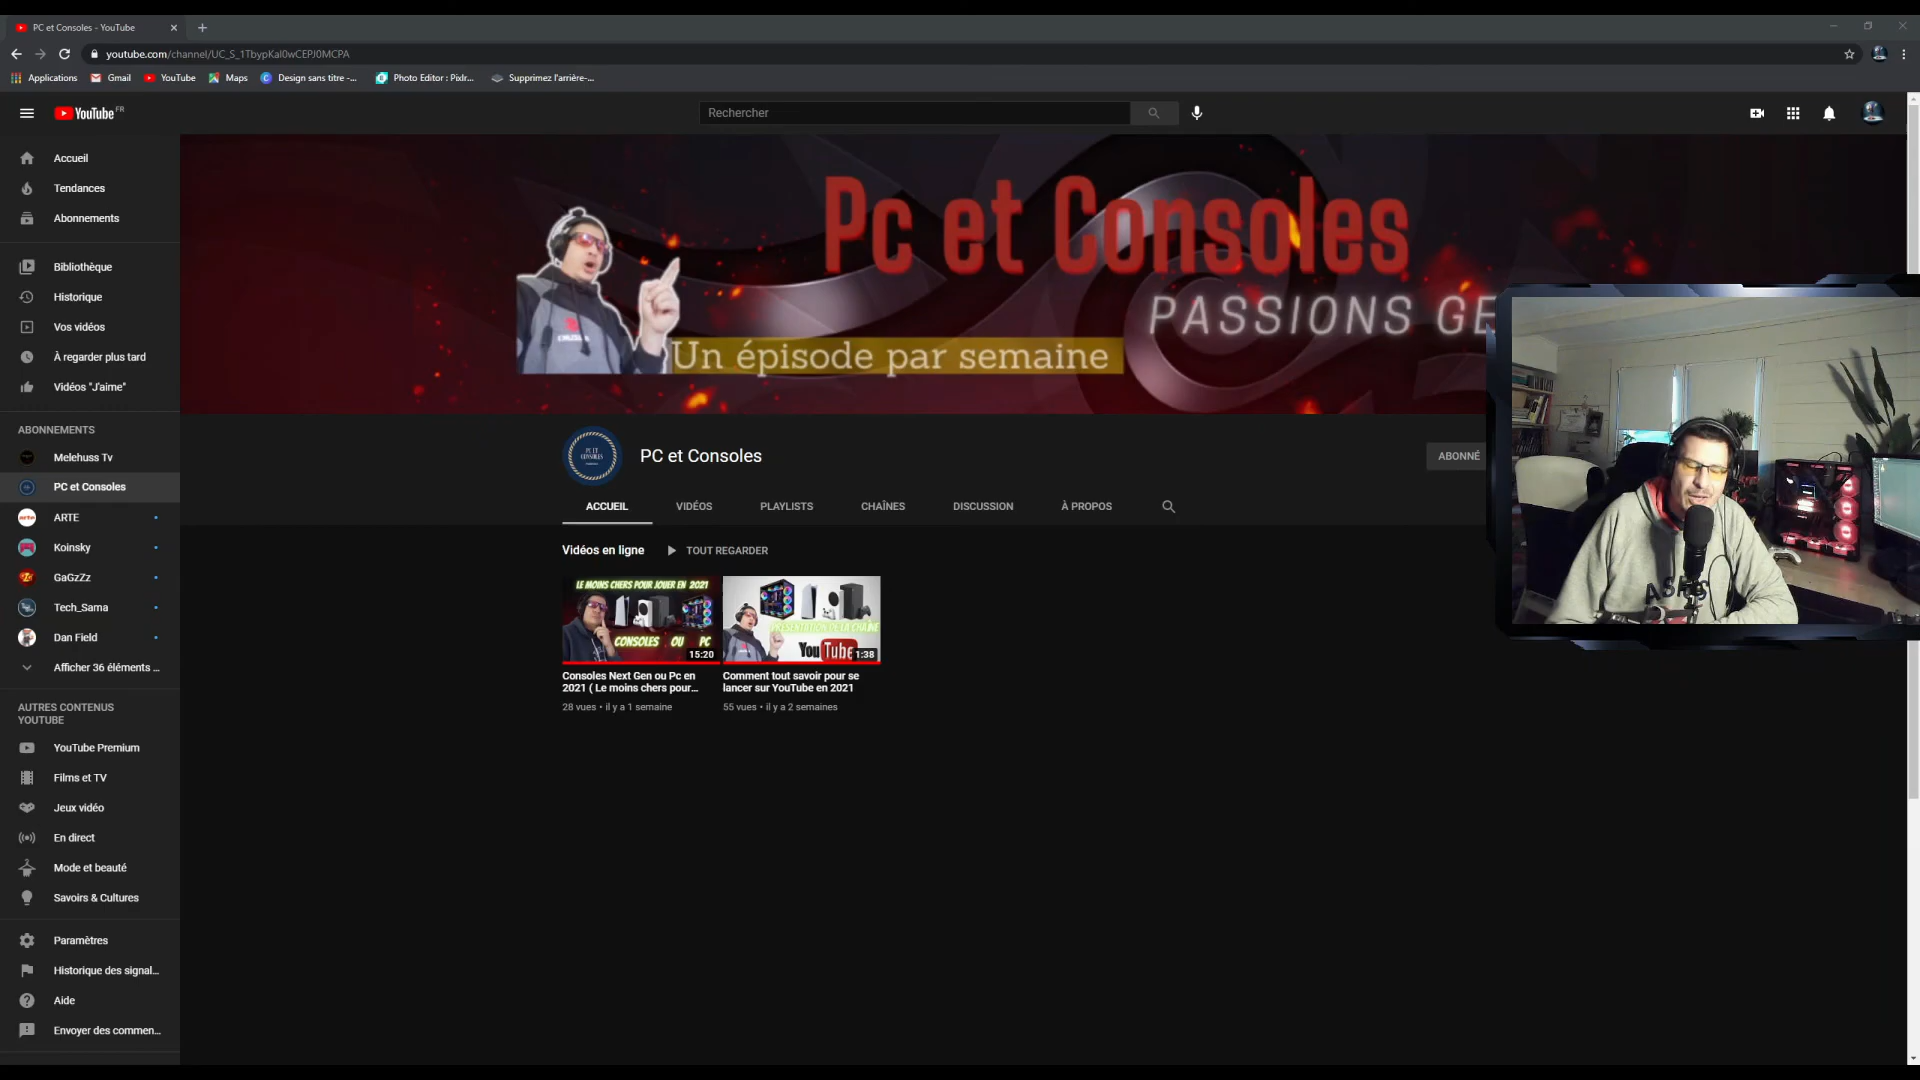 PC et Consoles - YouTube
youtube.com/channel/UC_S_1TbypKal0wCEPJ0MCPA
Applications
Gmail
YouTube
Maps
Design sans titre -...
Photo Editor : Pixlr...
Supprimez l'arrière-...
YouTube FR
Rechercher
Accueil
Tendances
Abonnements
Bibliothèque
Historique
Vos vidéos
À regarder plus tard
Vidéos "J'aime"
ABONNEMENTS
Melehuss Tv
PC et Consoles
ARTE
Koinsky
GaGzZz
Tech_Sama
Dan Field
Afficher 36 éléments ...
AUTRES CONTENUS
YOUTUBE
YouTube Premium
Films et TV
Jeux vidéo
En direct
Mode et beauté
Savoirs & Cultures
Paramètres
Historique des signal...
Aide
Envoyer des commen...
Pc et Consoles
PASSIONS GE
Un épisode par semaine
PC ET
CONSOLES
PC et Consoles
ABONNÉ
ACCUEIL
VIDÉOS
PLAYLISTS
CHAÎNES
DISCUSSION
À PROPOS
Vidéos en ligne
TOUT REGARDER
LE MOINS CHERS POUR JOUER EN 2021
CONSOLES OU PC
15:20
Consoles Next Gen ou Pc en
2021 ( Le moins chers pour...
28 vues • il y a 1 semaine
PRÉSENTATION DE LA CHAÎNE
YouTube
1:38
Comment tout savoir pour se
lancer sur YouTube en 2021
55 vues • il y a 2 semaines